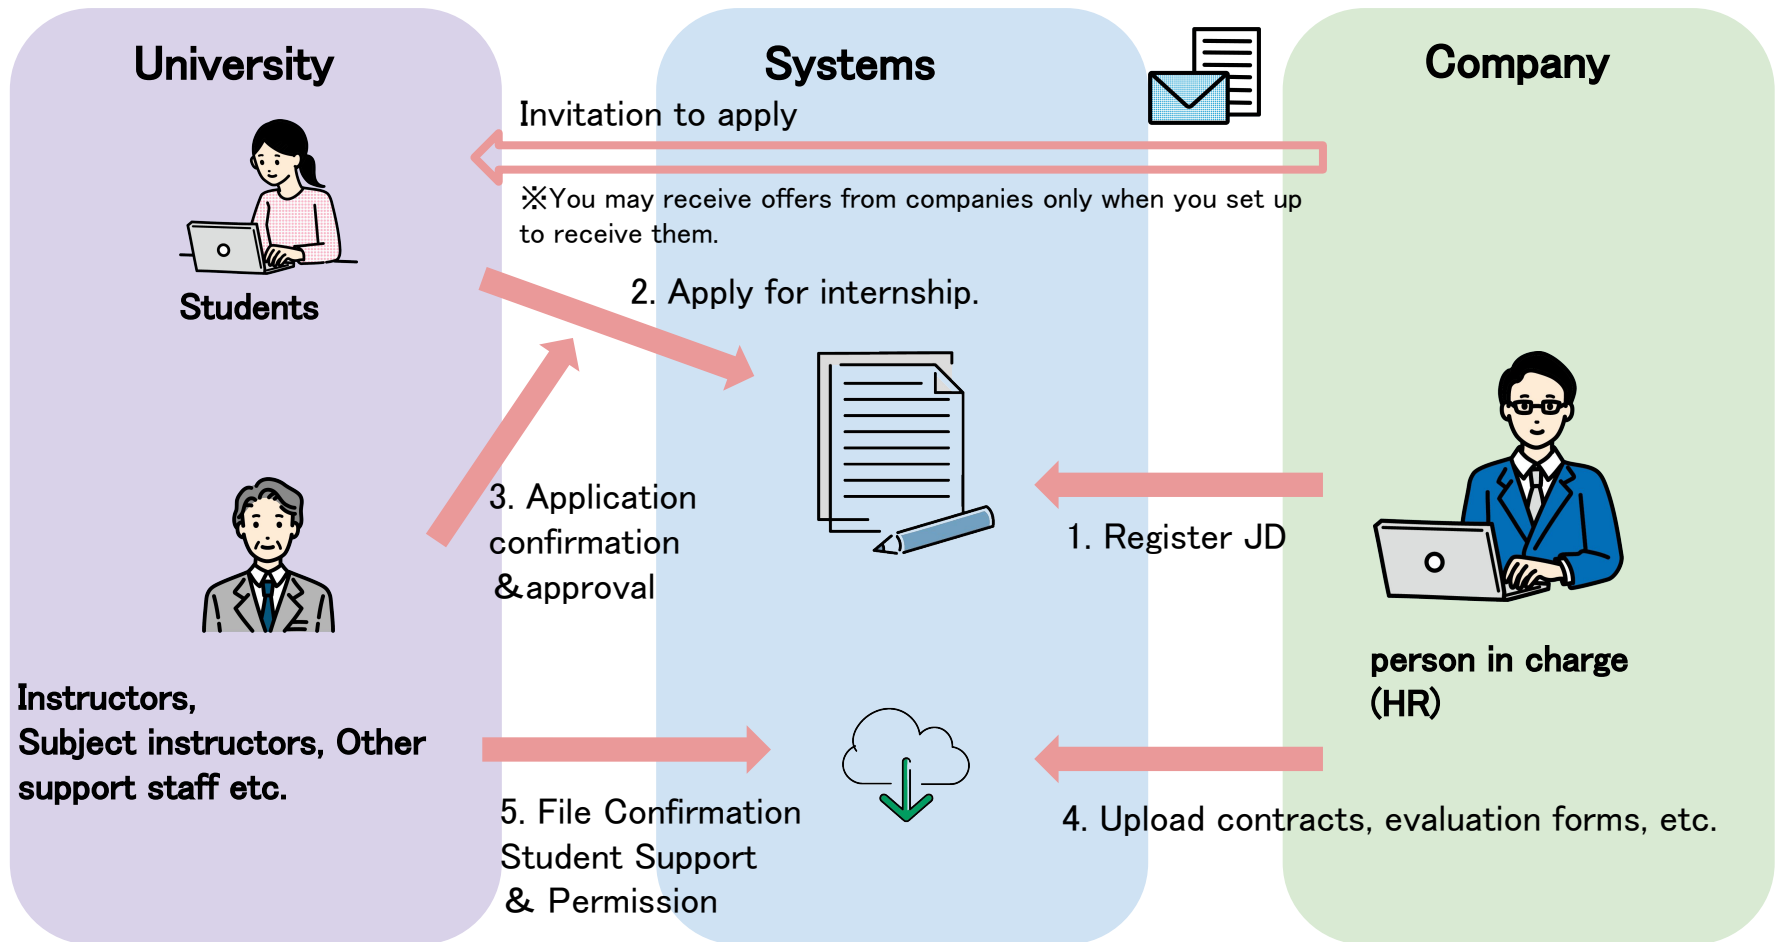 University
Systems
Company
Invitation to apply
※You may receive offers from companies only when you set up
to receive them.
2. Apply for internship.
Students
3. Application
confirmation
&approval
1. Register JD
person in charge
(HR)
Instructors,
Subject instructors, Other
support staff etc.
5. File Confirmation
Student Support
& Permission
4. Upload contracts, evaluation forms, etc.